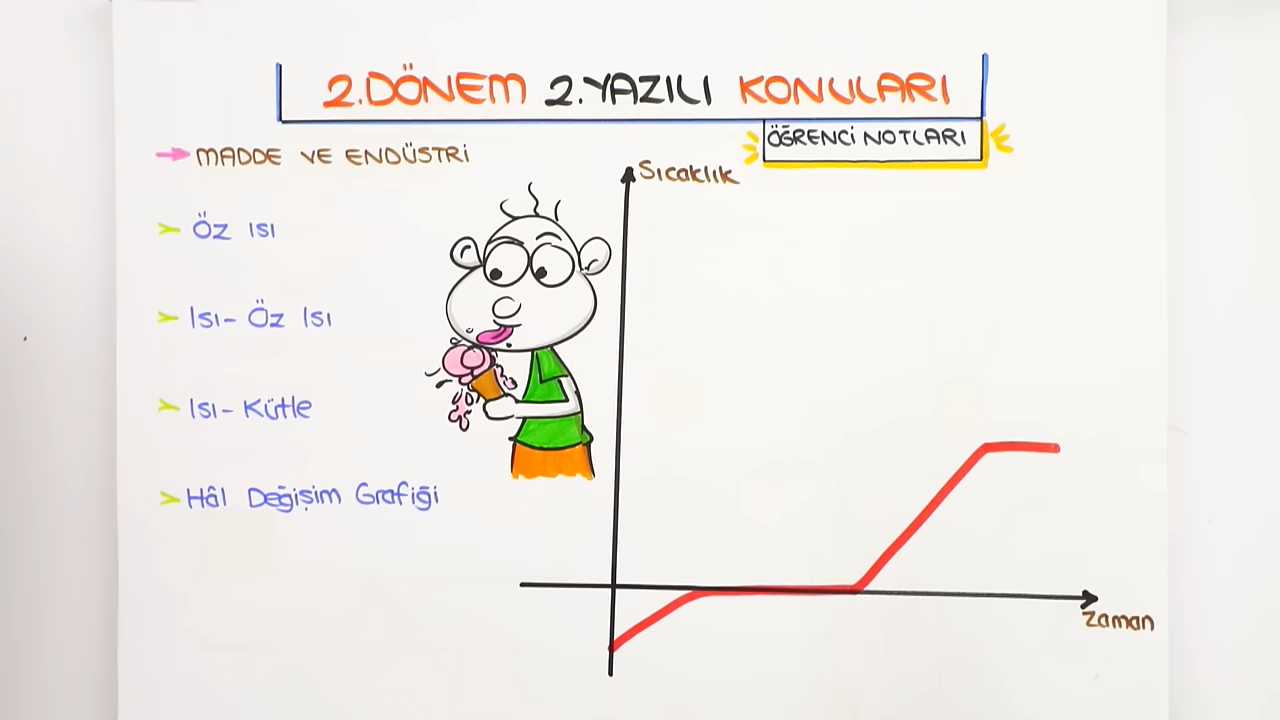 2.DÖNEM 2.YAZILI KONULARI
ÖĞRENCİ NOTLARI
MADDE VE ENDÜSTRİ
Sıcaklık
Öz ısı
Isı- Öz Isı
Isı- Kütle
Hâl Değişim Grafiği
Zaman